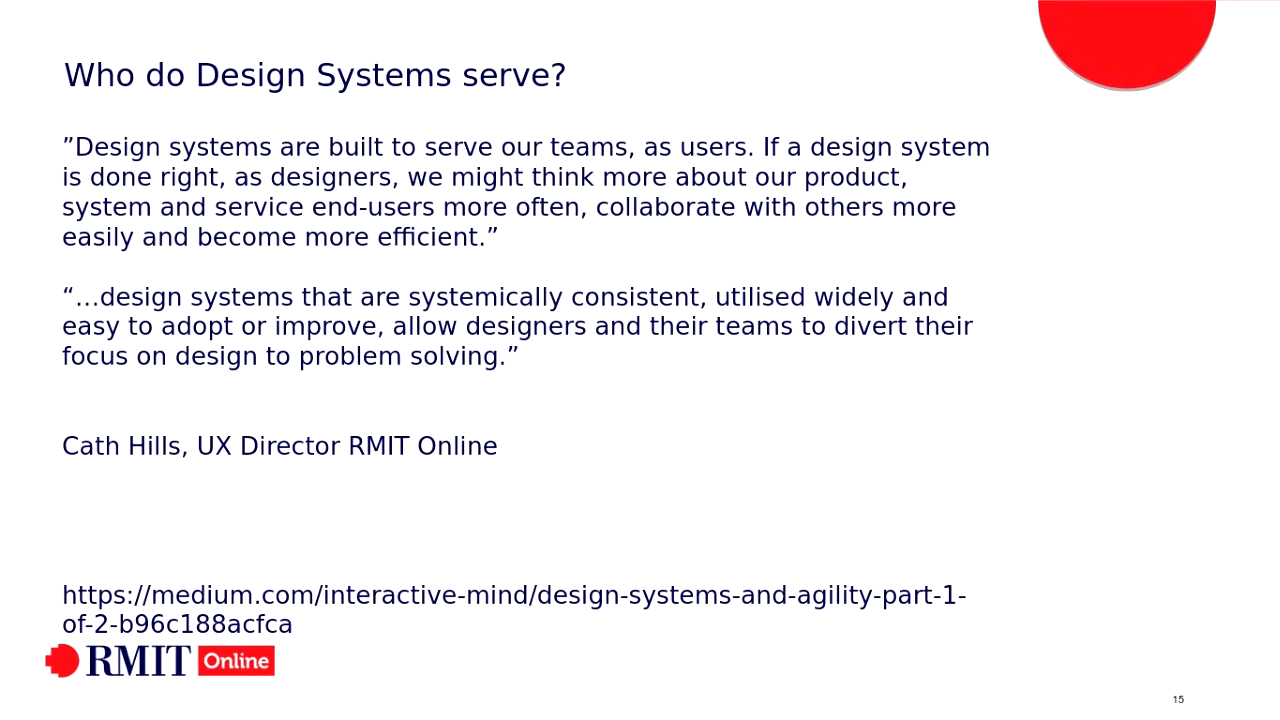 Who do Design Systems serve?
”Design systems are built to serve our teams, as users. If a design system
is done right, as designers, we might think more about our product,
system and service end-users more often, collaborate with others more
easily and become more efficient.”
“…design systems that are systemically consistent, utilised widely and
easy to adopt or improve, allow designers and their teams to divert their
focus on design to problem solving.”
Cath Hills, UX Director RMIT Online
https://medium.com/interactive-mind/design-systems-and-agility-part-1-
of-2-b96c188acfca
RMIT Online
15